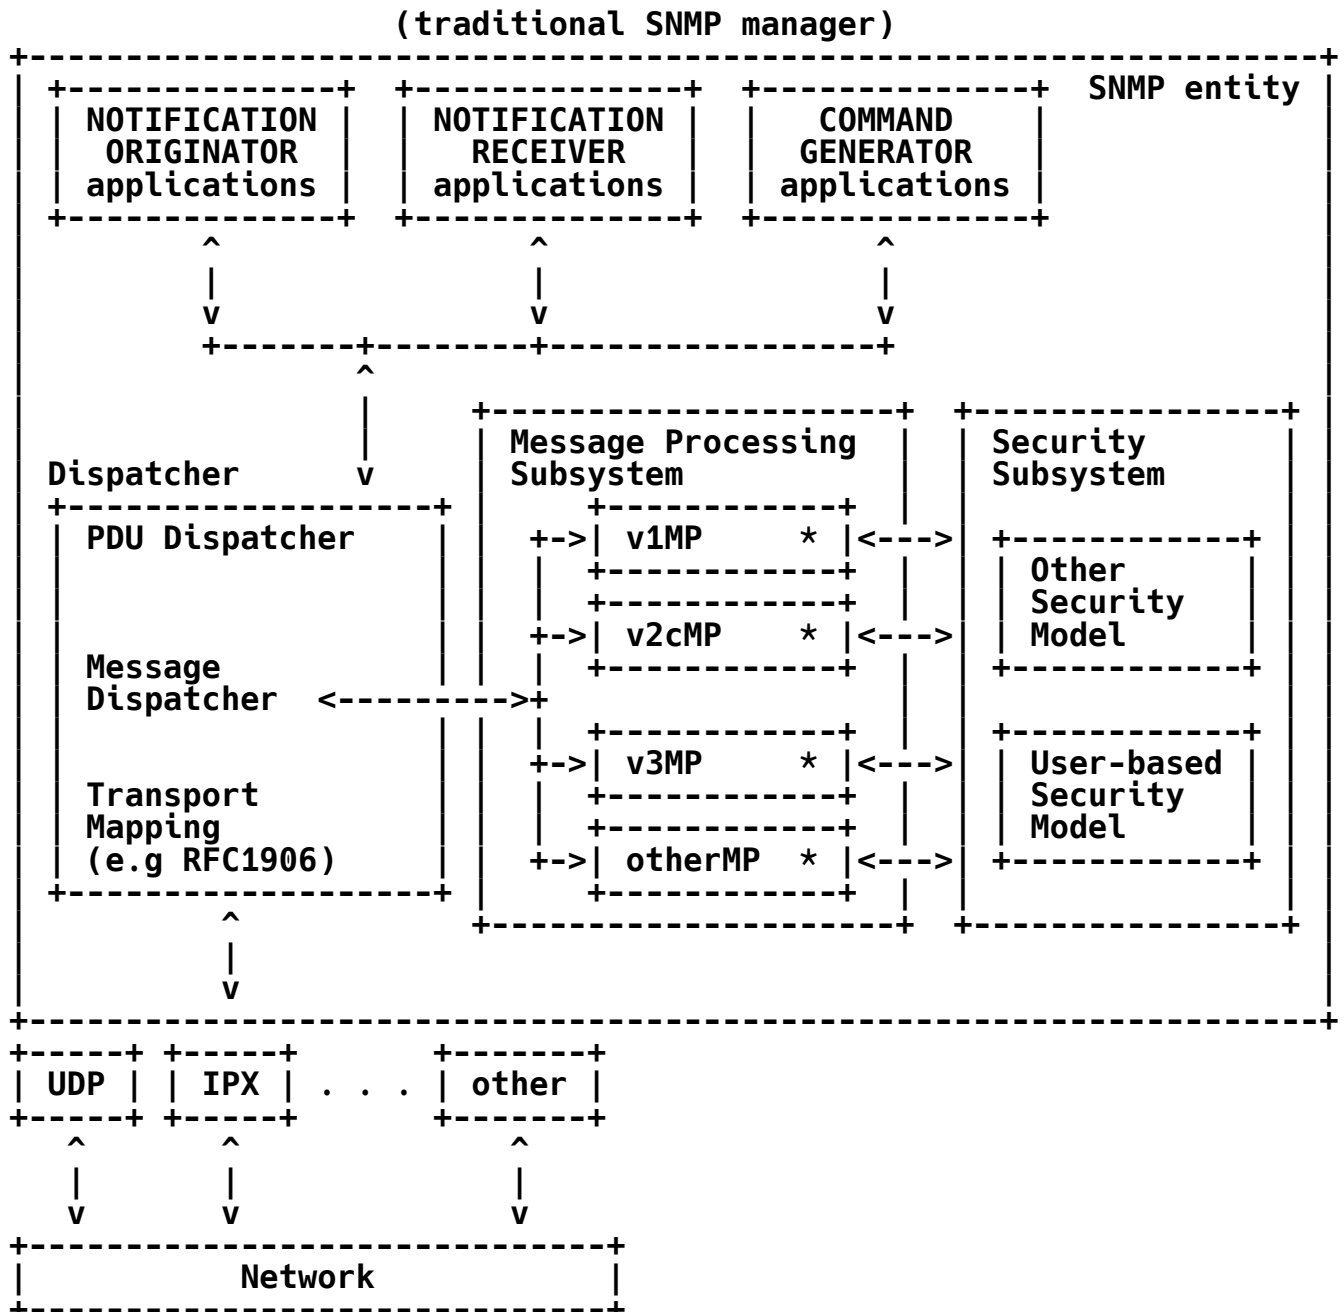 (traditional SNMP manager)
SNMP entity
NOTIFICATION
ORIGINATOR
applications
NOTIFICATION
RECEIVER
applications
COMMAND
GENERATOR
applications
Dispatcher
PDU Dispatcher
Message
Dispatcher
Transport
Mapping
(e.g RFC1906)
Message Processing
Subsystem
v1MP *
v2cMP *
v3MP *
otherMP *
Security
Subsystem
Other
Security
Model
User-based
Security
Model
UDP
IPX
. . .
other
Network